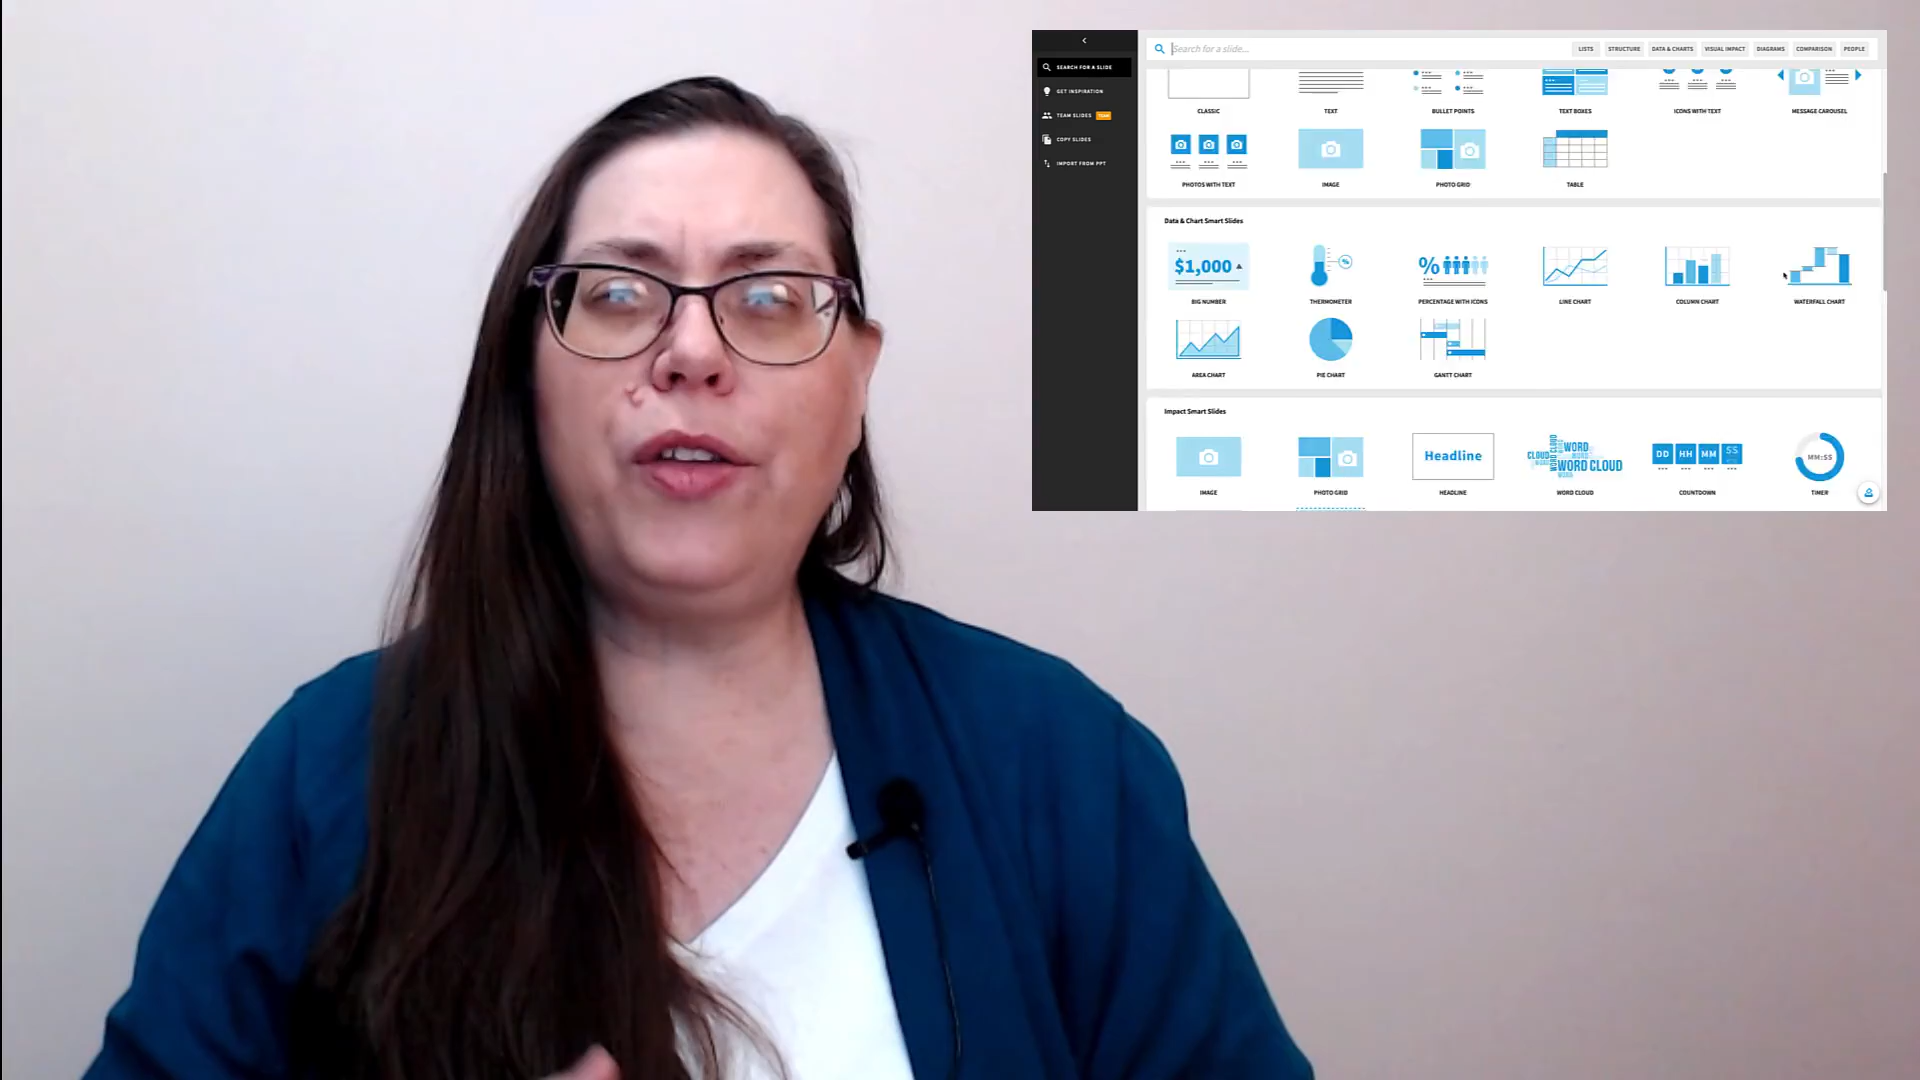 SEARCH FOR A SLIDE
GET INSPIRATION
TEAM SLIDES
COPY SLIDES
IMPORT FROM PPT
Search for a slide...
LISTS STRUCTURE DATA & CHARTS VISUAL IMPACT DIAGRAMS COMPARISON PEOPLE
CLASSIC TEXT BULLET POINTS TEXT BOXES ICONS WITH TEXT MESSAGE CAROUSEL
PHOTOS WITH TEXT IMAGE PHOTO GRID TABLE
Data & Chart Smart Slides
$1,000 % %
BIG NUMBER THERMOMETER PERCENTAGE WITH ICONS LINE CHART COLUMN CHART WATERFALL CHART
AREA CHART PIE CHART GANTT CHART
Impact Smart Slides
Headline
CLOUD WORD CLOUD WORD WORD CLOUD
DD HH MM SS
MM:SS
IMAGE PHOTO GRID HEADLINE WORD CLOUD COUNTDOWN TIMER